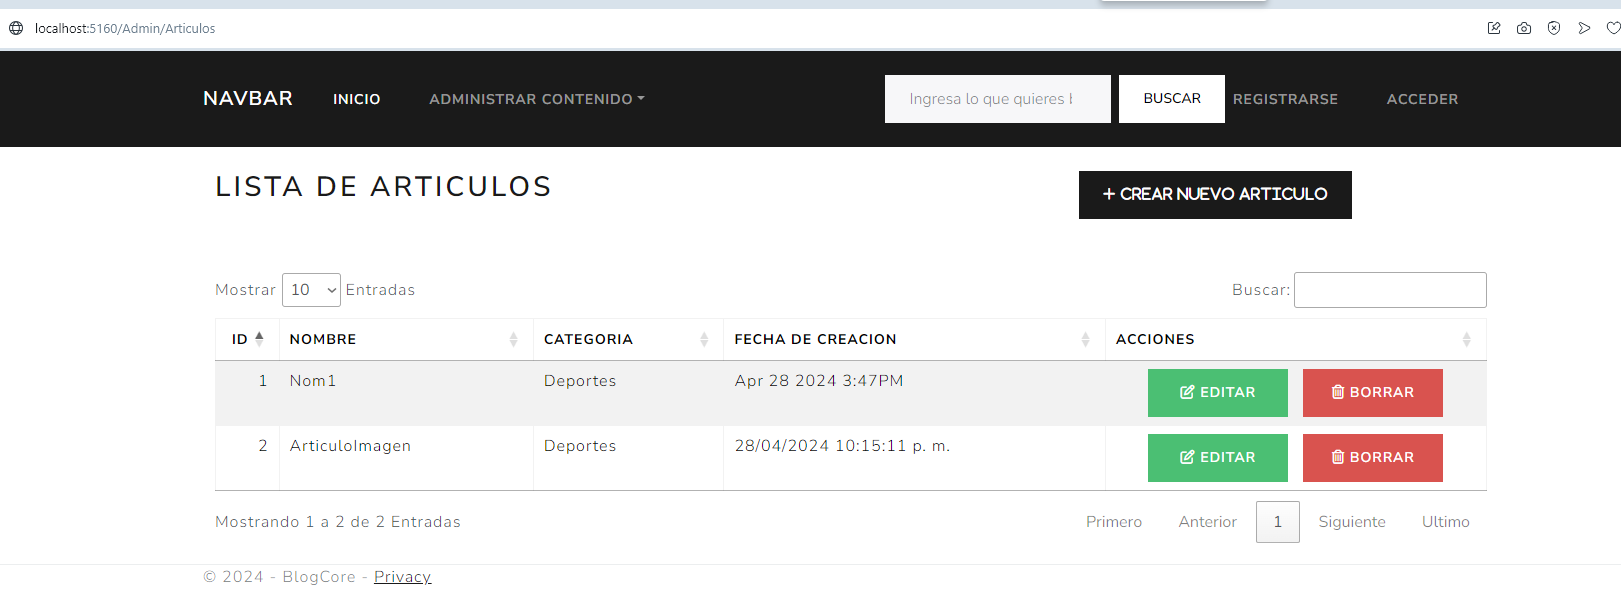 localhost:5160/Admin/Articulos
NAVBAR INICIO ADMINISTRAR CONTENIDO Ingresa lo que quieres b BUSCAR REGISTRARSE ACCEDER
LISTA DE ARTICULOS + CREAR NUEVO ARTICULO
Mostrar 10 Entradas Buscar:
ID NOMBRE CATEGORIA FECHA DE CREACION ACCIONES
1 Nom1 Deportes Apr 28 2024 3:47PM EDITAR BORRAR
2 ArticuloImagen Deportes 28/04/2024 10:15:11 p. m. EDITAR BORRAR
Mostrando 1 a 2 de 2 Entradas Primero Anterior 1 Siguiente Ultimo
© 2024 - BlogCore - Privacy